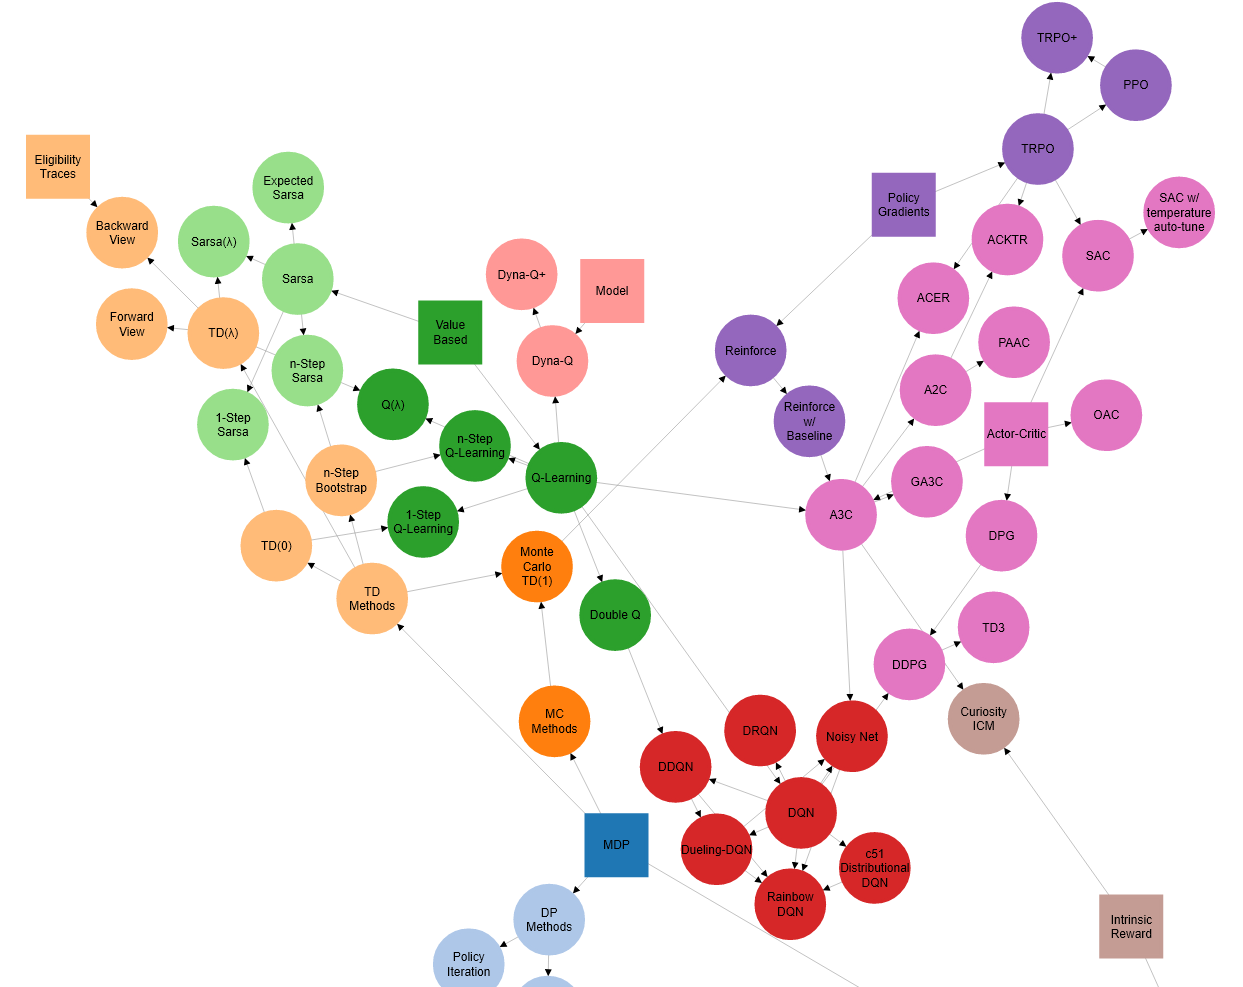 TRPO+
PPO
TRPO
Eligibility
Traces
Expected
Sarsa
Policy
Gradients
SAC w/
temperature
auto-tune
Backward
View
Sarsa(λ)
ACKTR
SAC
Sarsa
Dyna-Q+
Model
ACER
Forward
View
TD(λ)
Value
Based
PAAC
Reinforce
Dyna-Q
n-Step
Sarsa
A2C
Q(λ)
OAC
1-Step
Sarsa
Reinforce
w/
Baseline
Actor-Critic
n-Step
Q-Learning
n-Step
Bootstrap
Q-Learning
GA3C
A3C
1-Step
Q-Learning
DPG
TD(0)
Monte
Carlo
TD(1)
TD
Methods
Double Q
TD3
DDPG
MC
Methods
Curiosity
ICM
DRQN
Noisy Net
DDQN
DQN
MDP
Dueling-DQN
c51
Distributional
DQN
Rainbow
DQN
DP
Methods
Intrinsic
Reward
Policy
Iteration